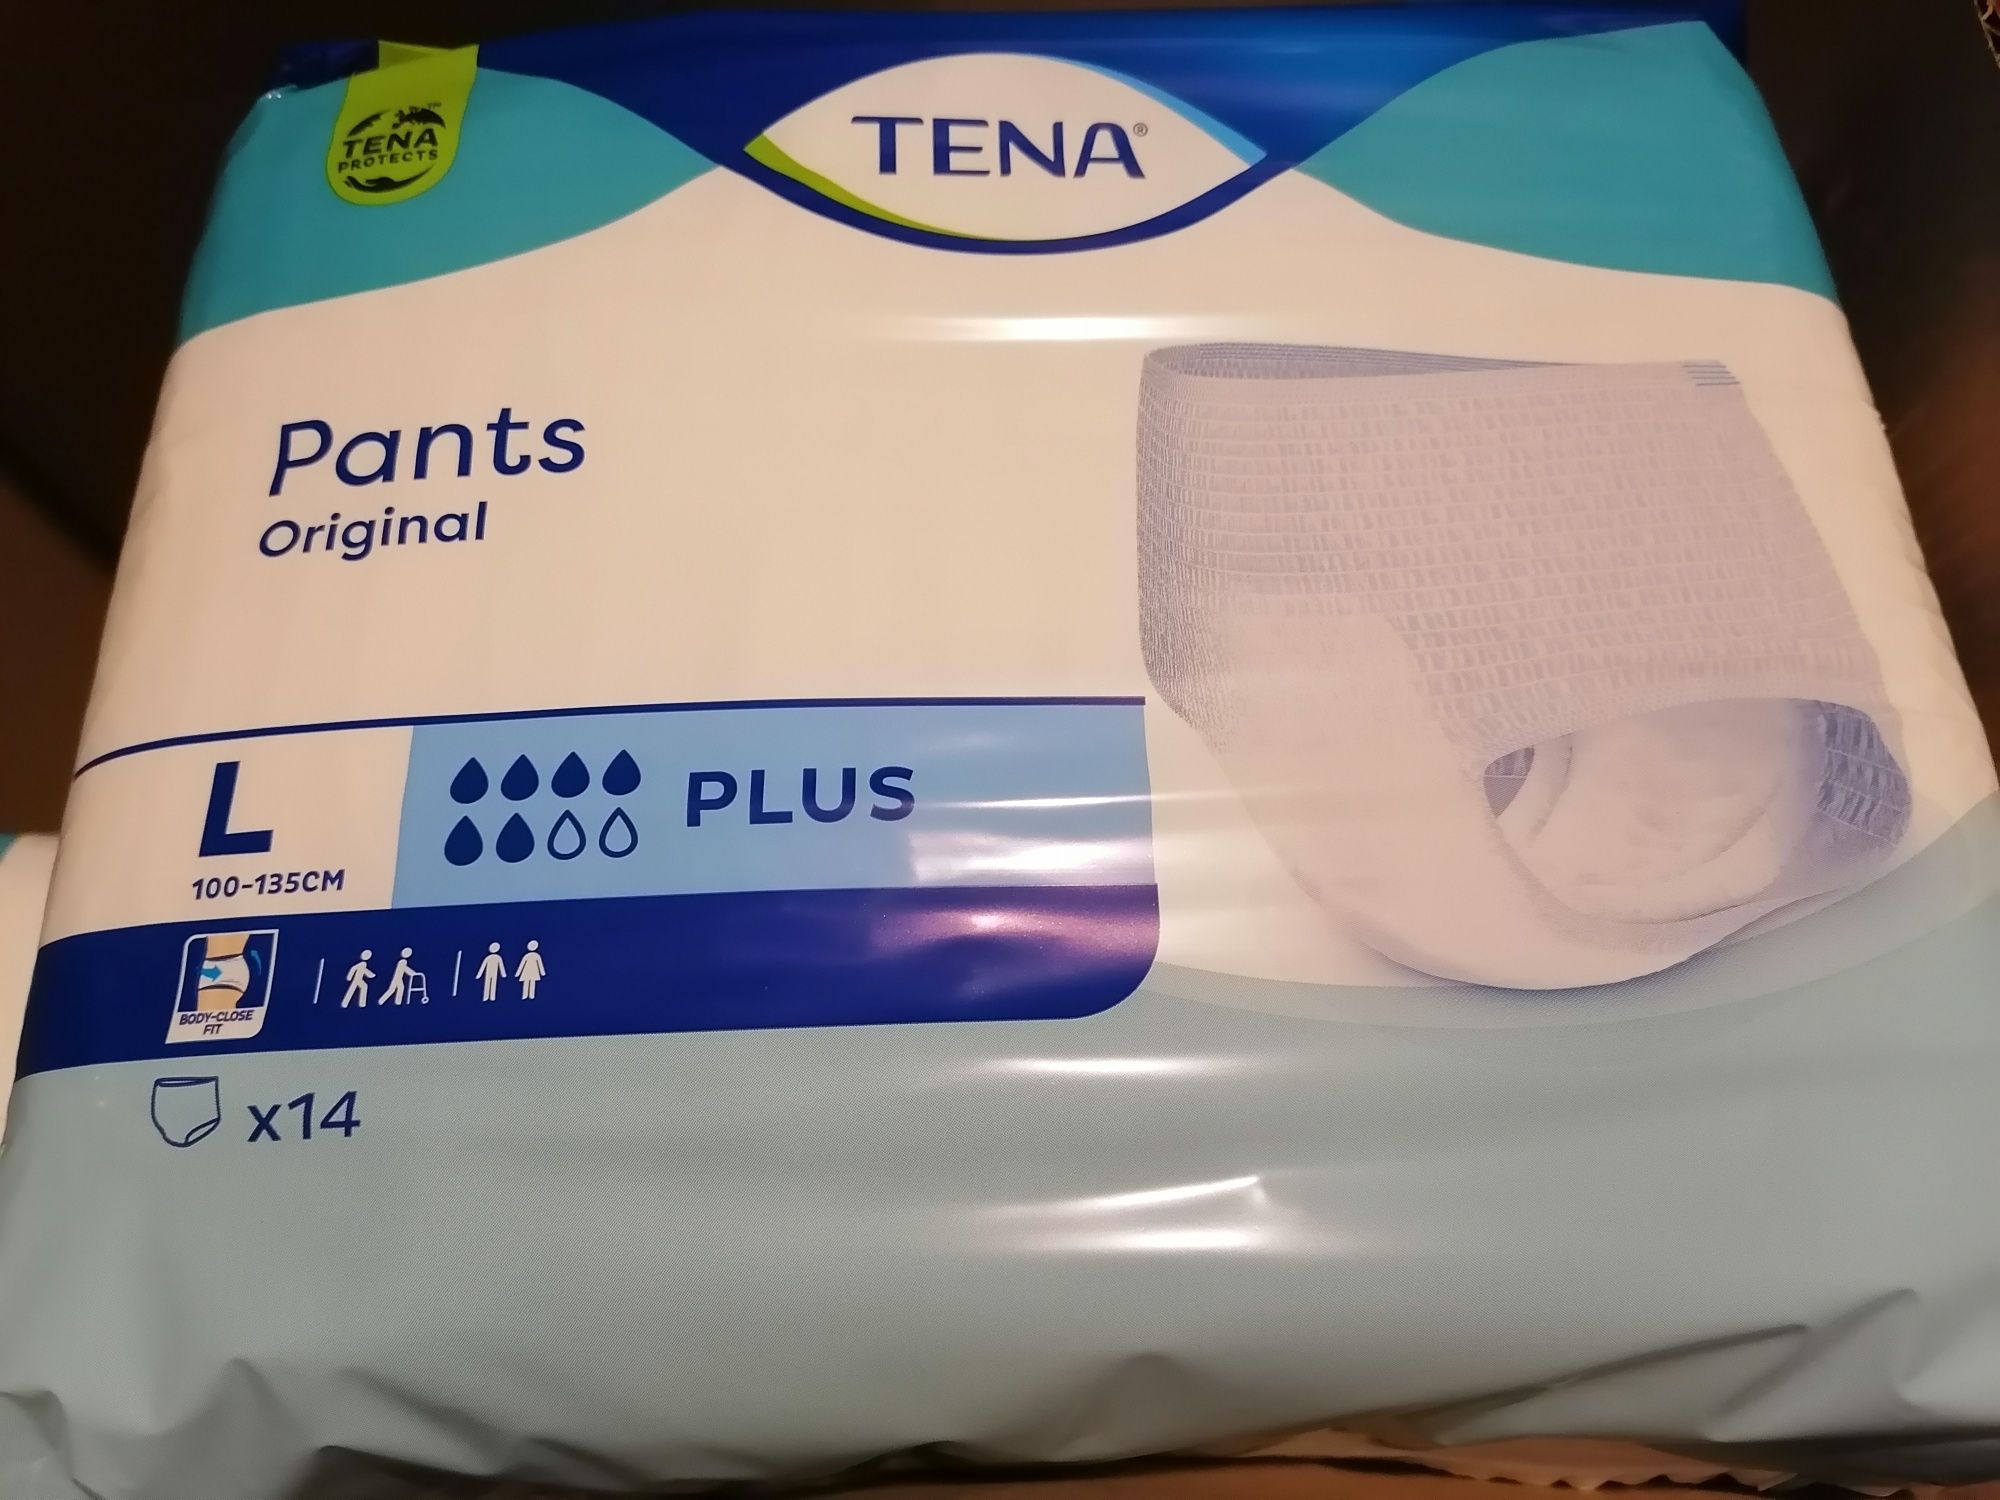 TENA
PROTECTS
TENA®
Pants
Original
L
100-135CM
PLUS
BODY-CLOSE
FIT
x14